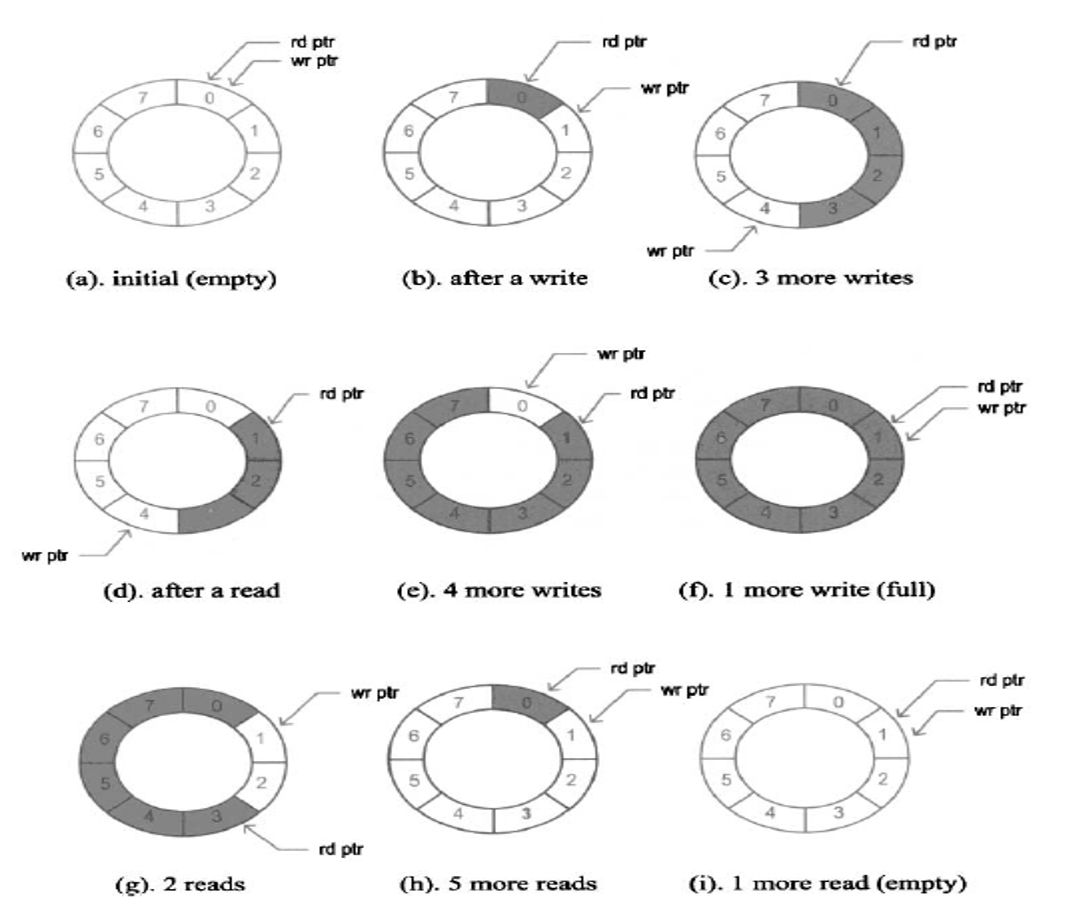 rd ptr
wr ptr
7 0
6 1
5 2
4 3
(a). initial (empty)
rd ptr
wr ptr
7 0
6 1
5 2
4 3
(b). after a write
rd ptr
7 0
6 1
5 2
4 3
wr ptr
(c). 3 more writes
rd ptr
7 0
6 1
5 2
4
wr ptr
(d). after a read
wr ptr
rd ptr
7 0
6 1
5 2
4 3
(e). 4 more writes
rd ptr
wr ptr
7 0
6 1
5 2
4 3
(f). 1 more write (full)
wr ptr
7 0
6 1
5 2
4 3
rd ptr
(g). 2 reads
rd ptr
wr ptr
7 0
6 1
5 2
4 3
(h). 5 more reads
rd ptr
wr ptr
7 0
6 1
5 2
4 3
(i). 1 more read (empty)